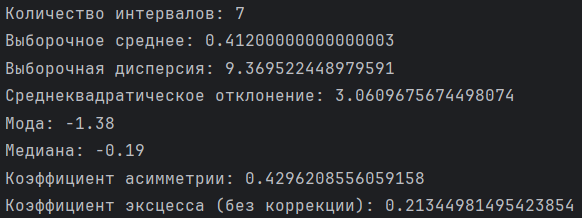 Количество интервалов: 7
Выборочное среднее: 0.41200000000000003
Выборочная дисперсия: 9.369522448979591
Среднеквадратическое отклонение: 3.0609675674498074
Мода: -1.38
Медиана: -0.19
Коэффициент асимметрии: 0.4296208556059158
Коэффициент эксцесса (без коррекции): 0.21344981495423854